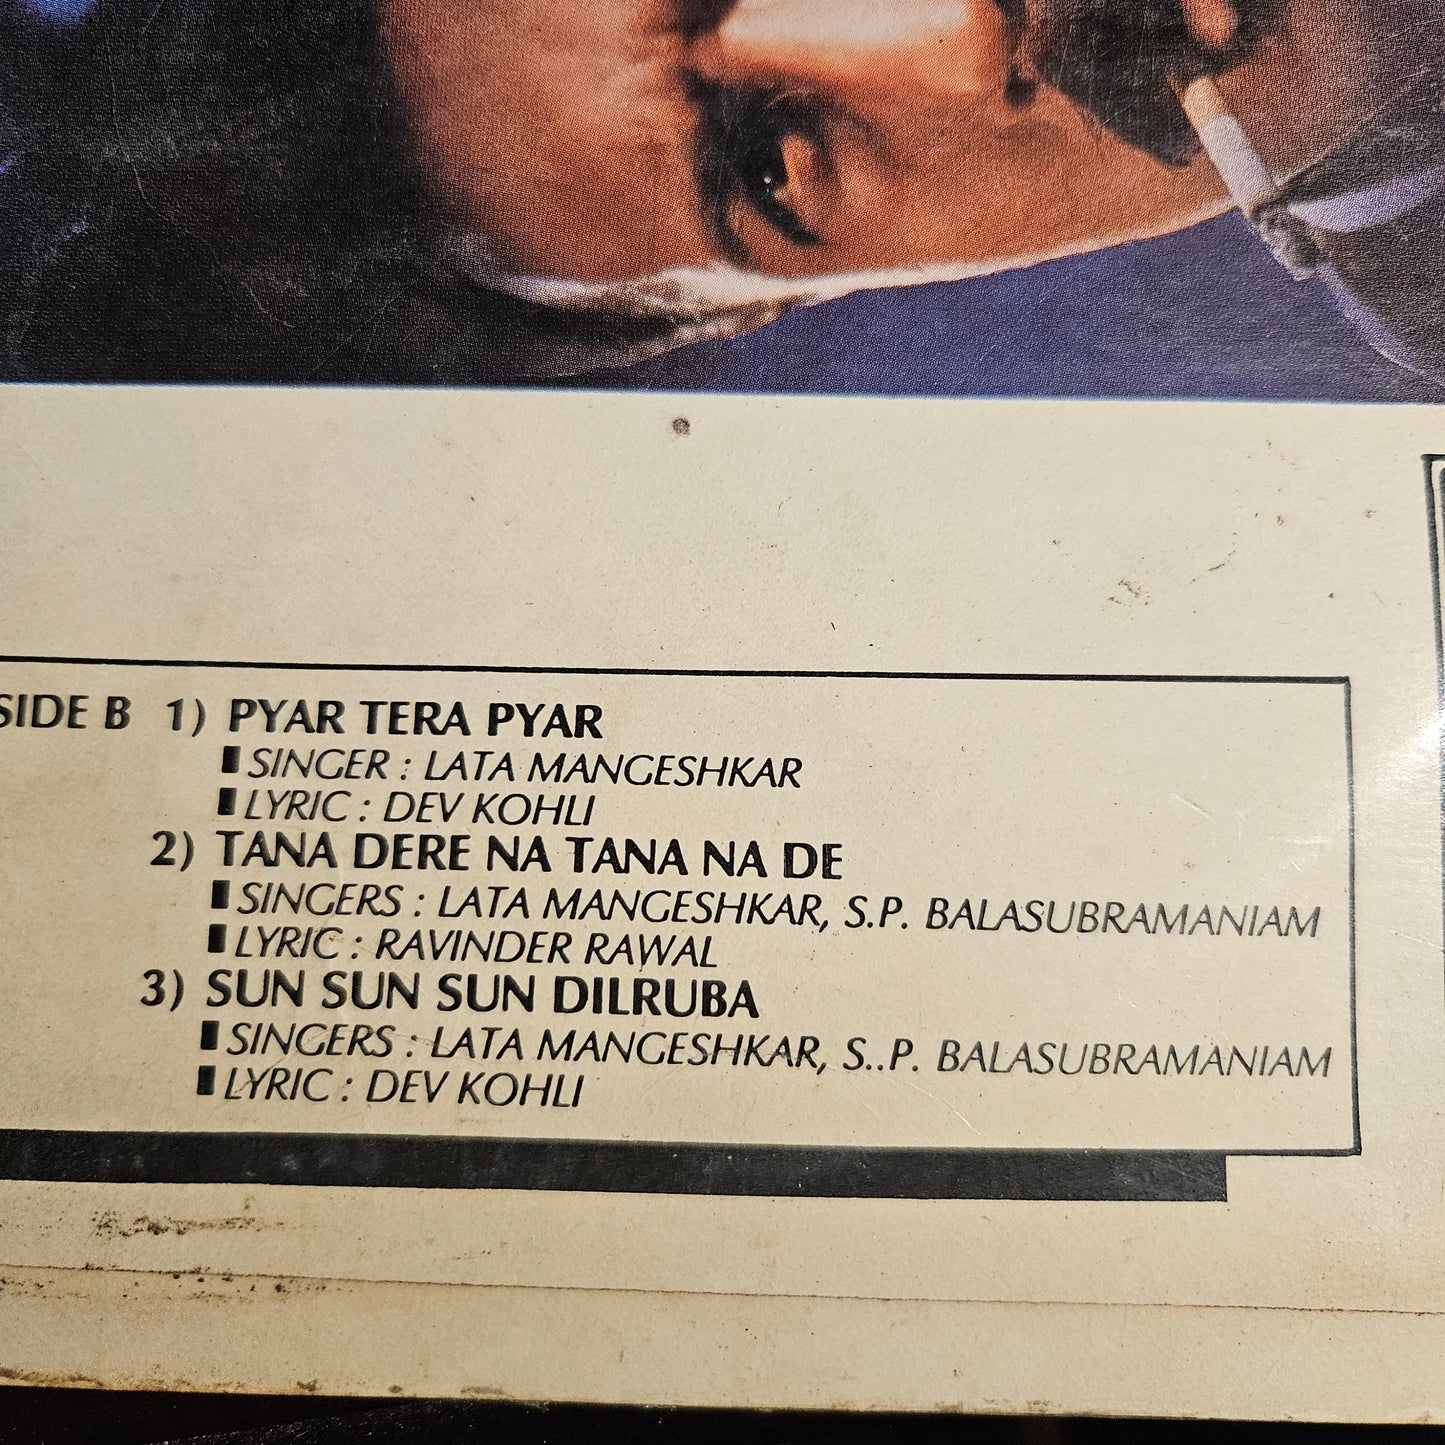 SIDE B 1) PYAR TERA PYAR
SINGER : LATA MANGESHKAR
LYRIC : DEV KOHLI
2) TANA DERE NA TANA NA DE
SINGERS : LATA MANGESHKAR, S.P. BALASUBRAMANIAM
LYRIC : RAVINDER RAWAL
3) SUN SUN SUN DILRUBA
SINGERS : LATA MANGESHKAR, S..P. BALASUBRAMANIAM
LYRIC : DEV KOHLI